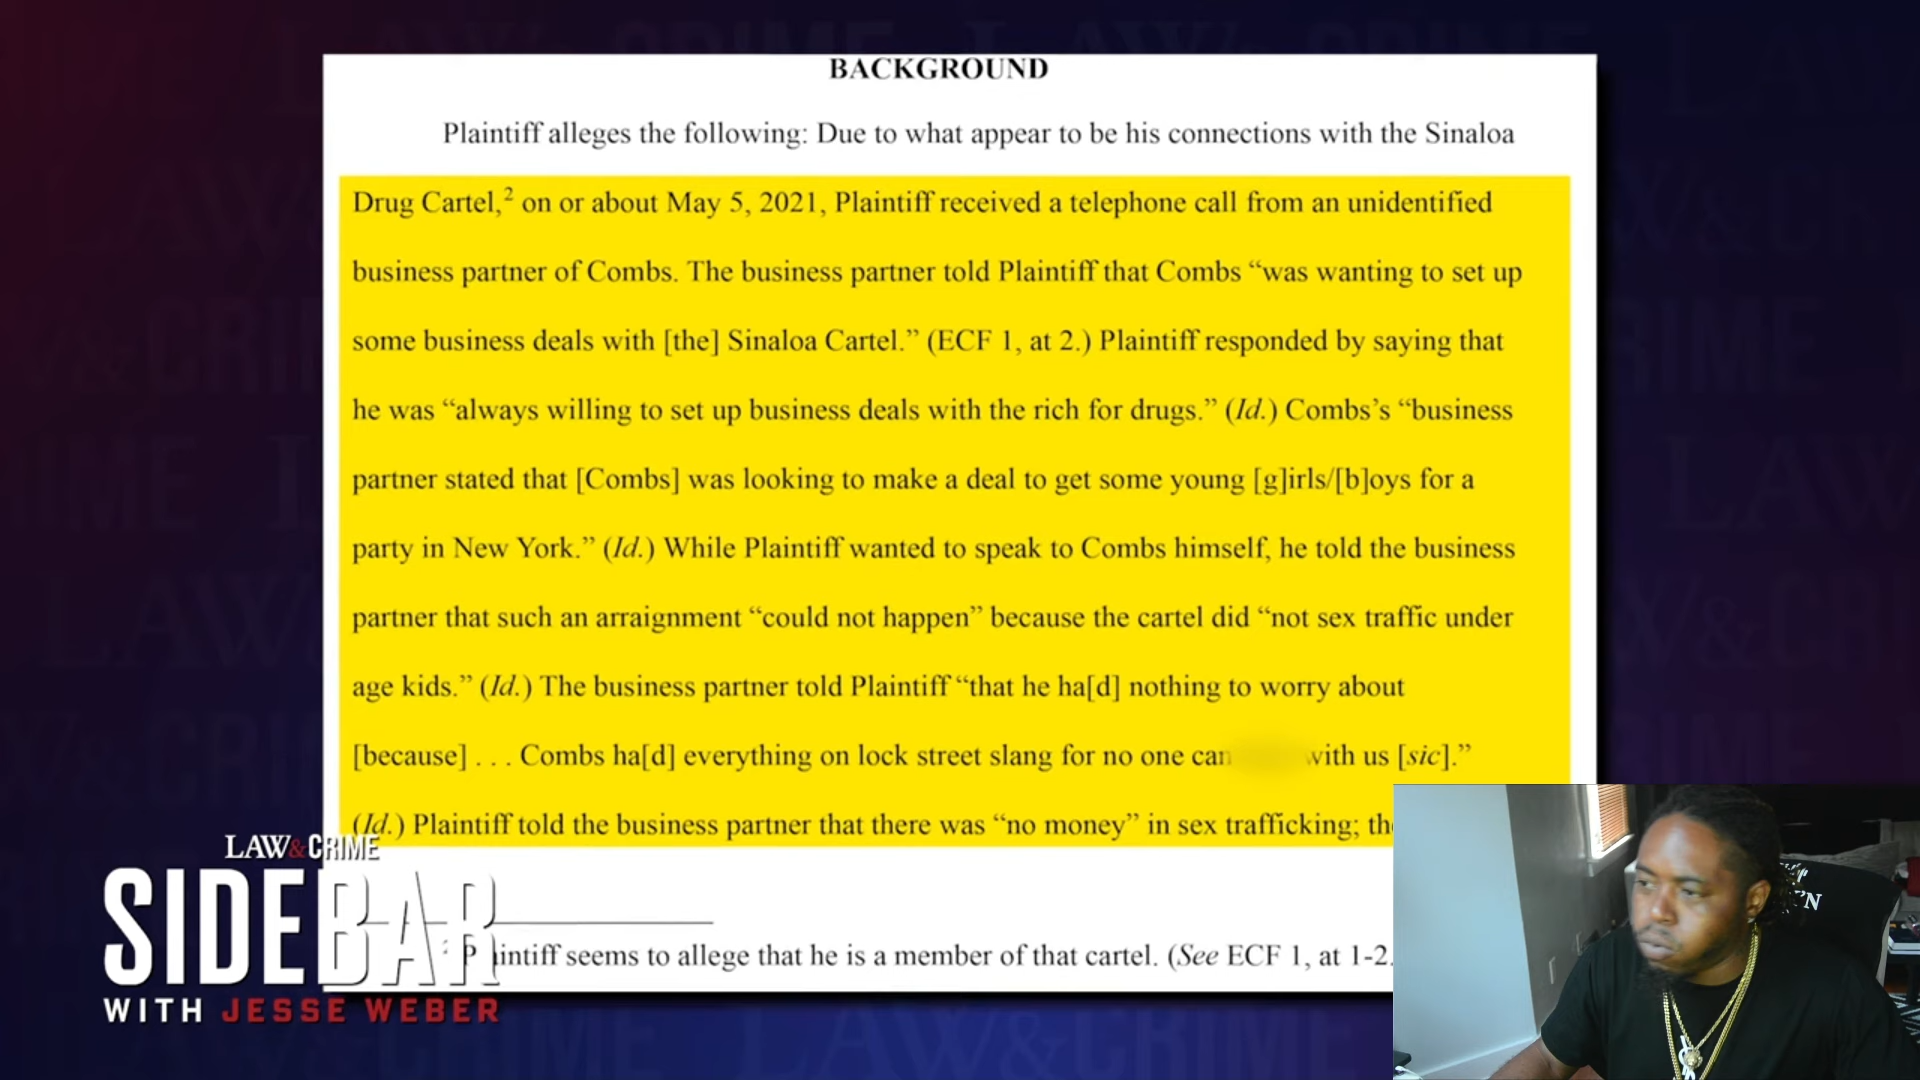 BACKGROUND
Plaintiff alleges the following: Due to what appear to be his connections with the Sinaloa
Drug Cartel,² on or about May 5, 2021, Plaintiff received a telephone call from an unidentified
business partner of Combs. The business partner told Plaintiff that Combs “was wanting to set up
some business deals with [the] Sinaloa Cartel.” (ECF 1, at 2.) Plaintiff responded by saying that
he was “always willing to set up business deals with the rich for drugs.” (Id.) Combs’s “business
partner stated that [Combs] was looking to make a deal to get some young [g]irls/[b]oys for a
party in New York.” (Id.) While Plaintiff wanted to speak to Combs himself, he told the business
partner that such an arraignment “could not happen” because the cartel did “not sex traffic under
age kids.” (Id.) The business partner told Plaintiff “that he ha[d] nothing to worry about
[because] . . . Combs ha[d] everything on lock street slang for no one can with us [sic].”
(Id.) Plaintiff told the business partner that there was “no money” in sex trafficking;
Plaintiff seems to allege that he is a member of that cartel. (See ECF 1, at 1-2.
LAW&CRIME
SIDEBAR
WITH JESSE WEBER